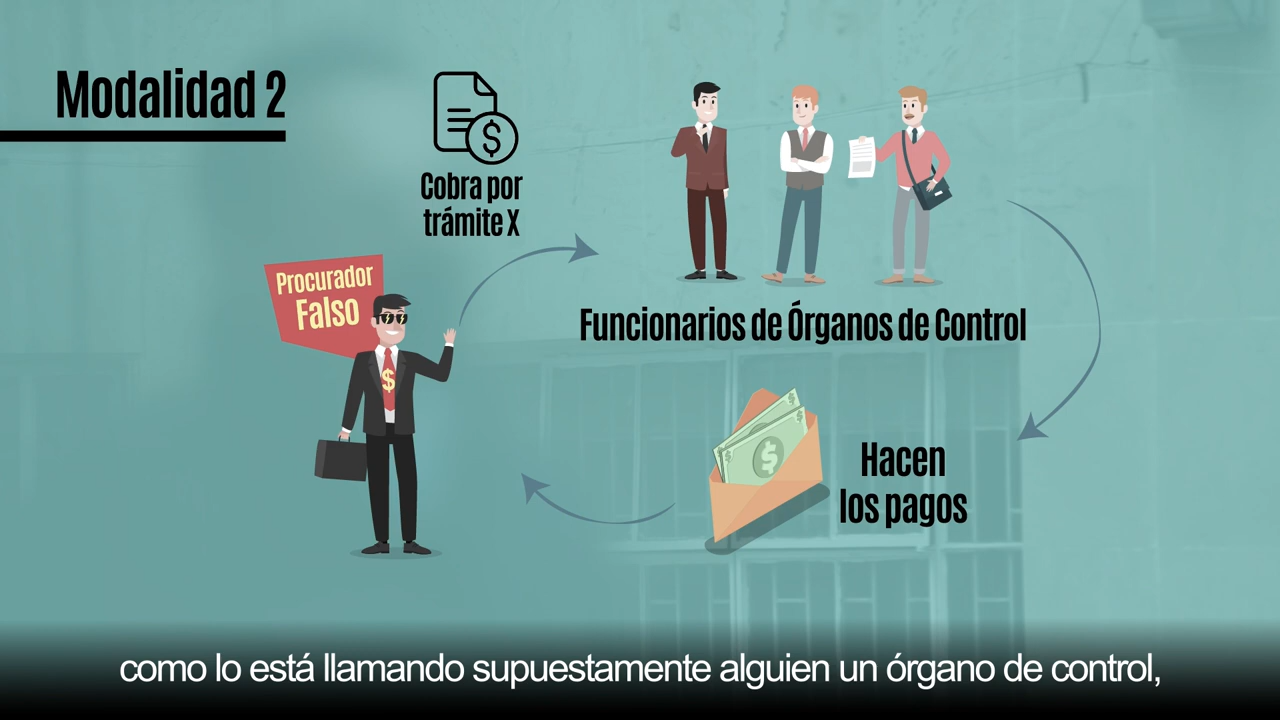 Modalidad 2
Cobra por
trámite X
Procurador
Falso
$
Funcionarios de Órganos de Control
Hacen
los pagos
como lo está llamando supuestamente alguien un órgano de control,